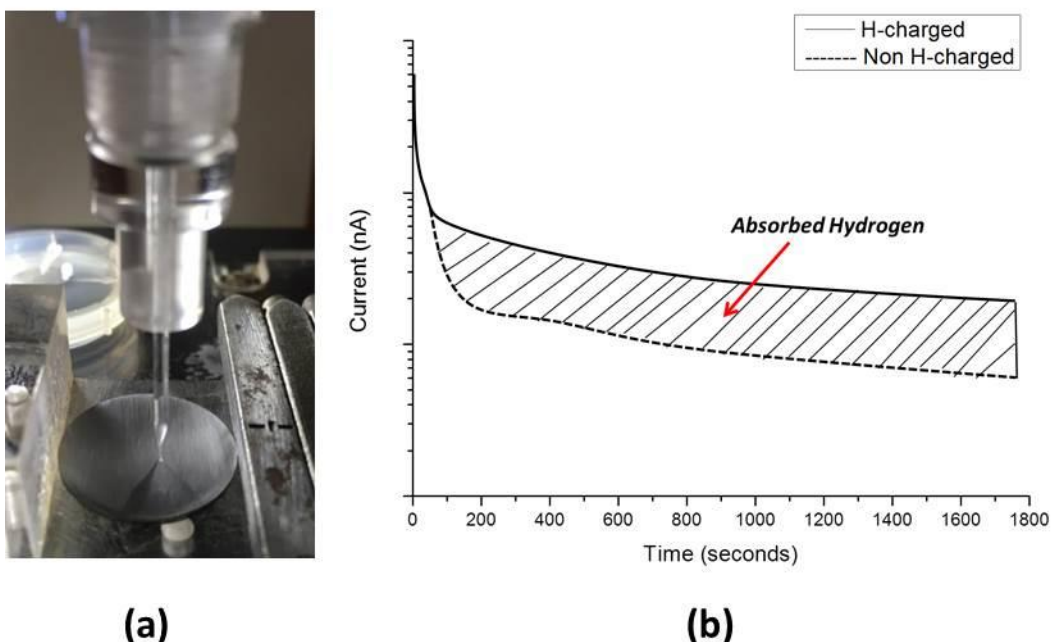 H-charged
Non H-charged
Absorbed Hydrogen
Current (nA)
0 200 400 600 800 1000 1200 1400 1600 1800
Time (seconds)
(a) (b)